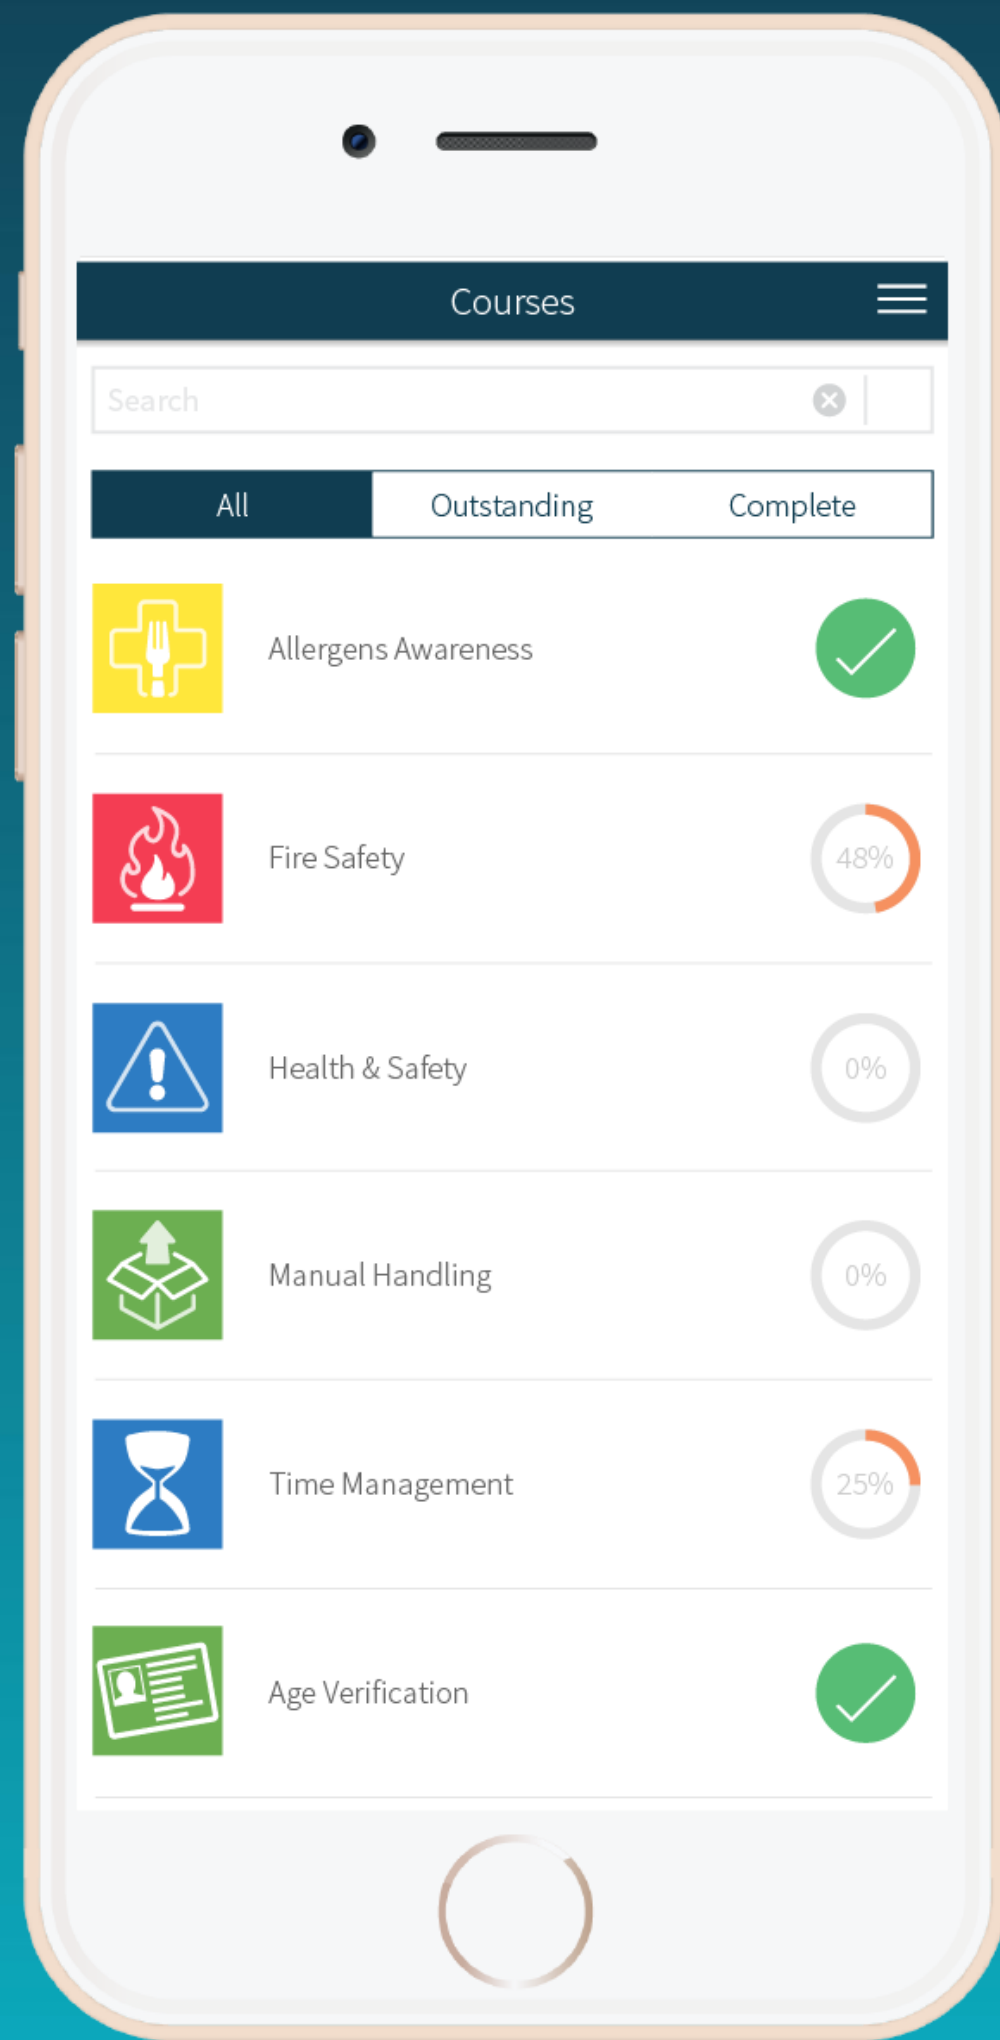 Courses
Search
All Outstanding Complete
Allergens Awareness
Fire Safety 48%
Health & Safety 0%
Manual Handling 0%
Time Management 25%
Age Verification